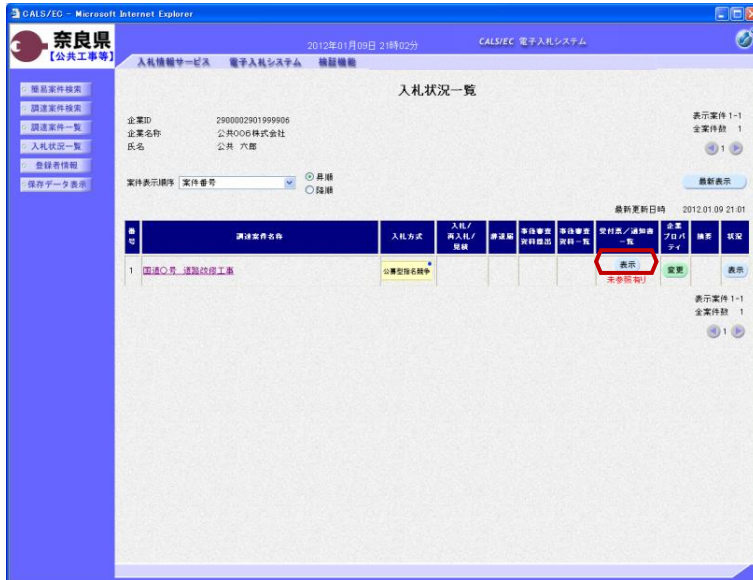 CALS/EC - Microsoft Internet Explorer
奈良県
【公共工事等】
2012年01月09日 21時02分
CALS/EC 電子入札システム
入札情報サービス 電子入札システム 検証機能
簡易案件検索
調達案件検索
調達案件一覧
入札状況一覧
登録者情報
保存データ表示
入札状況一覧
企業ID 2900002901999906
企業名称 公共006株式会社
氏名 公共 六郎
表示案件 1-1
全案件数 1
1
案件表示順序 案件番号
昇順
降順
最新表示
最新更新日時 2012.01.09 21:01
番号 調達案件名称 入札方式 入札/再入札/見積 辞退届 事後審査資料提出 事後審査資料一覧 受付票/通知書一覧 企業プロパティ 摘要 状況
1 国道○号 道路改修工事 公募型指名競争 表示 変更 表示
未参照有り
表示案件 1-1
全案件数 1
1